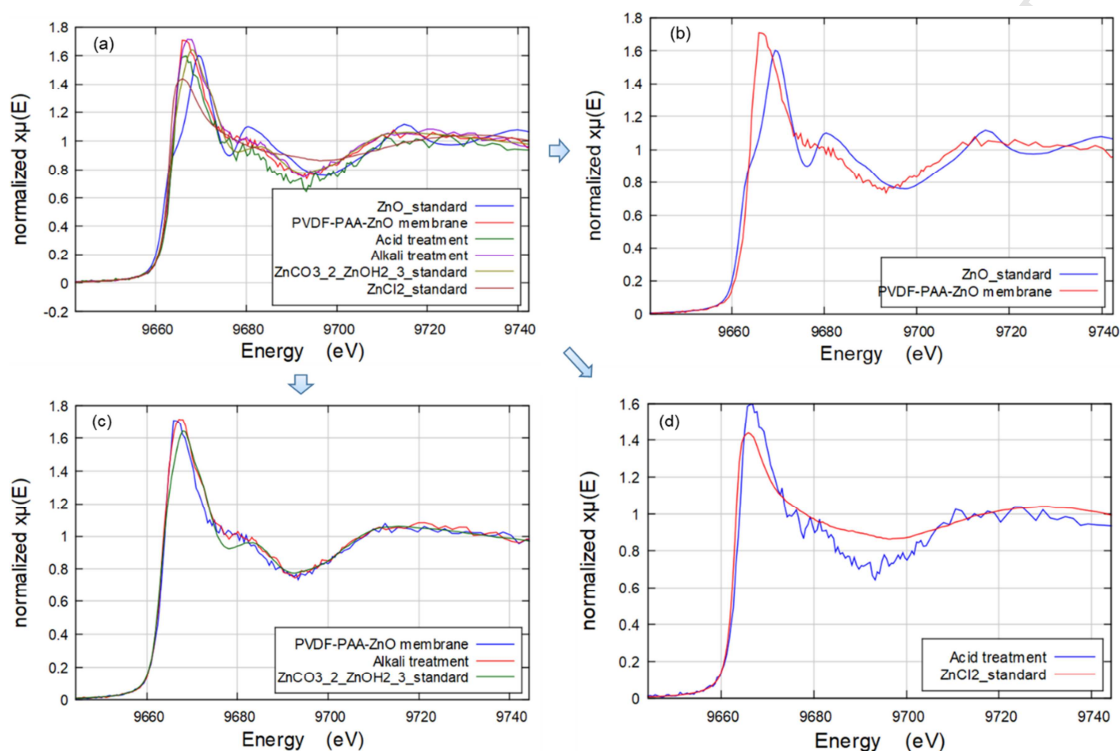 (a)
normalized xμ(E)
1.8
1.6
1.4
1.2
1
0.8
0.6
0.4
0.2
0
-0.2
ZnO_standard
PVDF-PAA-ZnO membrane
Acid treatment
Alkali treatment
ZnCO3_2_ZnOH2_3_standard
ZnCl2_standard
9660 9680 9700 9720 9740
Energy (eV)
(b)
normalized xμ(E)
1.8
1.6
1.4
1.2
1
0.8
0.6
0.4
0.2
0
ZnO_standard
PVDF-PAA-ZnO membrane
9660 9680 9700 9720 9740
Energy (eV)
(c)
normalized xμ(E)
1.8
1.6
1.4
1.2
1
0.8
0.6
0.4
0.2
0
PVDF-PAA-ZnO membrane
Alkali treatment
ZnCO3_2_ZnOH2_3_standard
9660 9680 9700 9720 9740
Energy (eV)
(d)
normalized xμ(E)
1.6
1.4
1.2
1
0.8
0.6
0.4
0.2
0
Acid treatment
ZnCl2_standard
9660 9680 9700 9720 9740
Energy (eV)